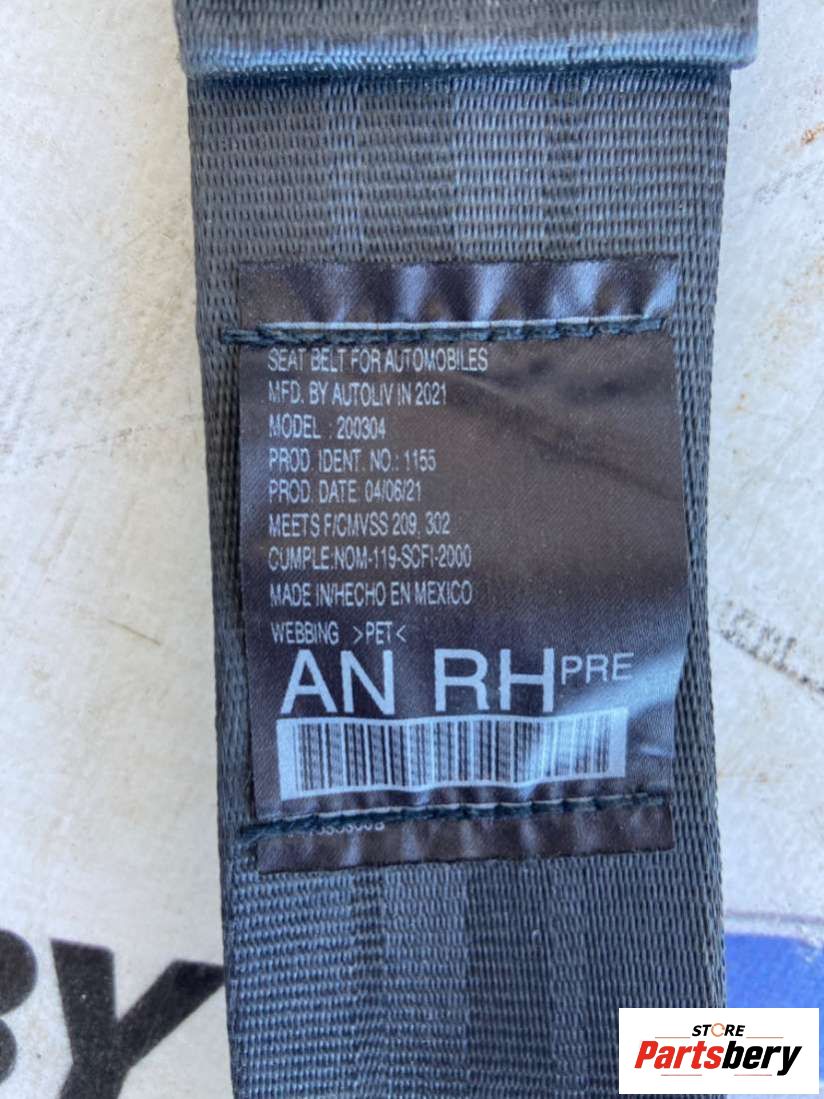 SEAT BELT FOR AUTOMOBILES
MFD. BY AUTOLIV IN 2021
MODEL : 200304
PROD. IDENT. NO.: 1155
PROD. DATE: 04/06/21
MEETS F/CMVSS 209, 302
CUMPLE:NOM-119-SCFI-2000
MADE IN/HECHO EN MEXICO
WEBBING >PET<
AN RH PRE
BY
STORE
Partsbery